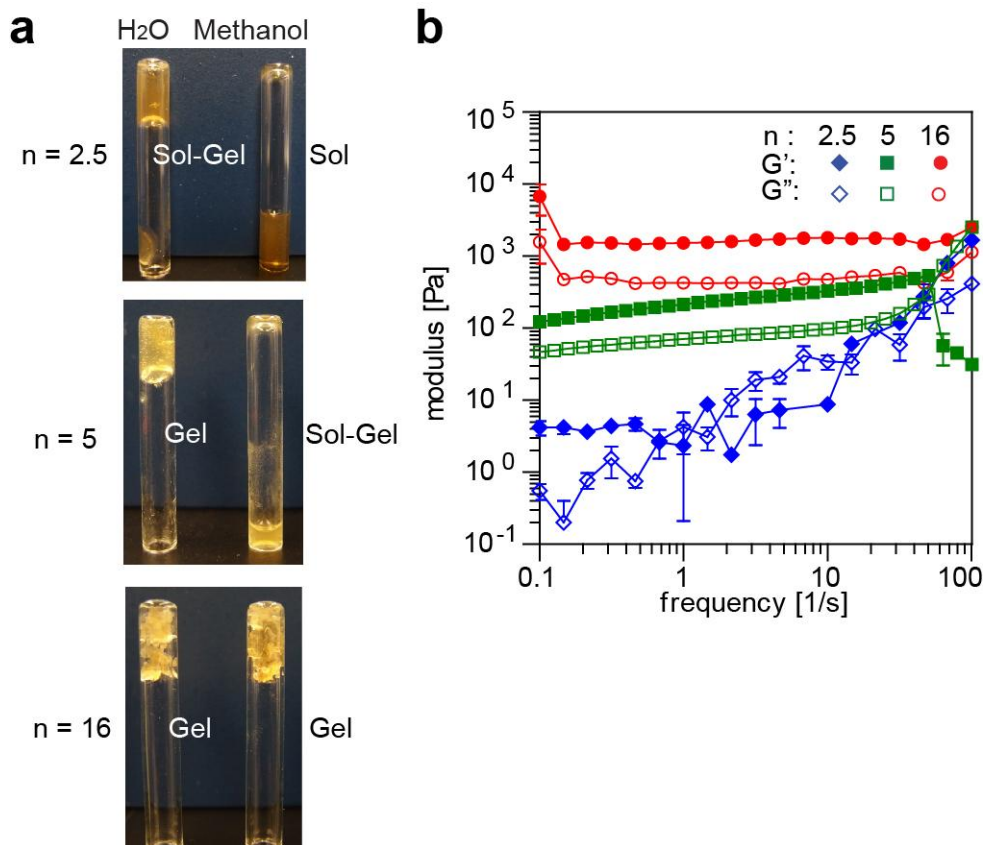 a
H2O Methanol
n = 2.5
Sol-Gel
Sol
n = 5
Gel
Sol-Gel
n = 16
Gel
Gel
b
n : 2.5 5 16
G':
G":
10^5
10^4
10^3
10^2
10^1
10^0
10^-1
modulus [Pa]
0.1 1 10 100
frequency [1/s]